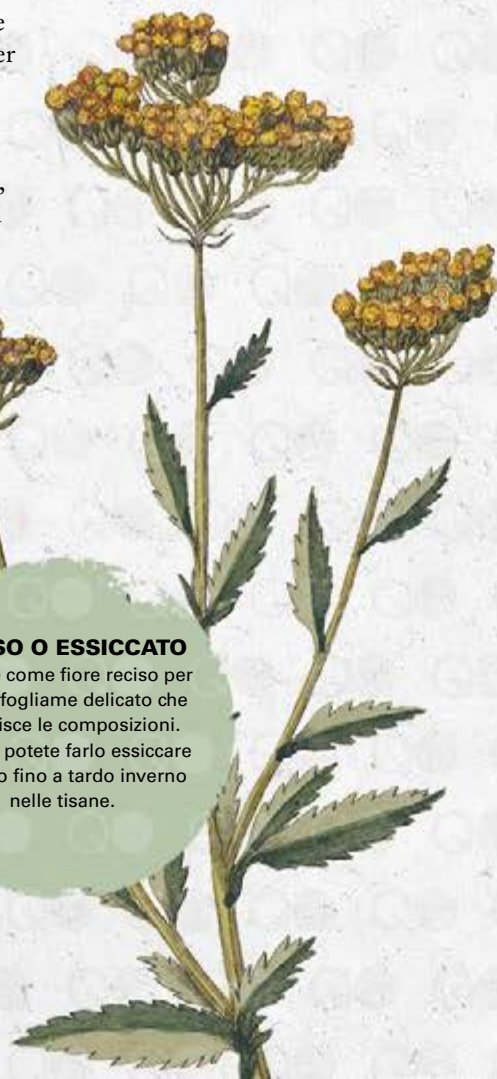 e
er
,
SO O ESSICCATO
e come fiore reciso per
fogliame delicato che
isce le composizioni.
potete farlo essiccare
o fino a tardo inverno
nelle tisane.